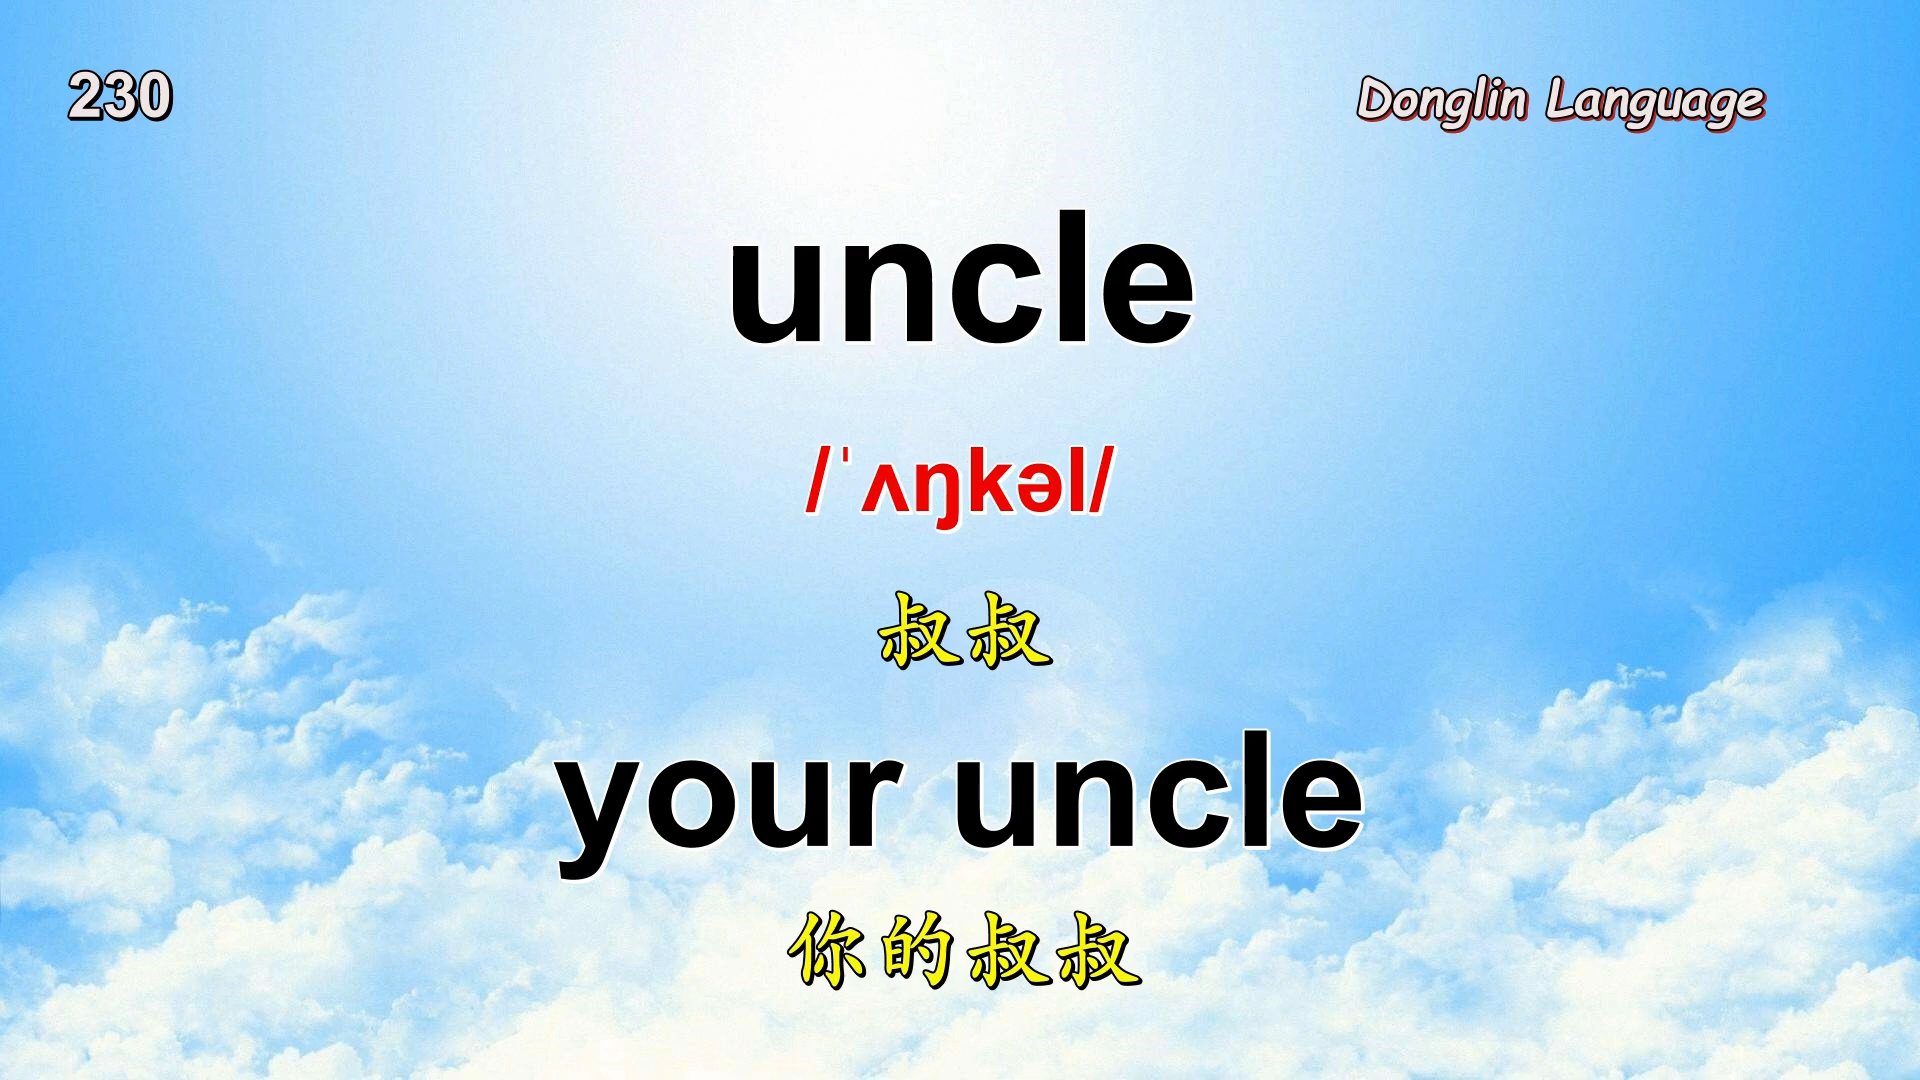 230
Donglin Language
uncle
/ˈʌŋkəl/
叔叔
your uncle
你的叔叔